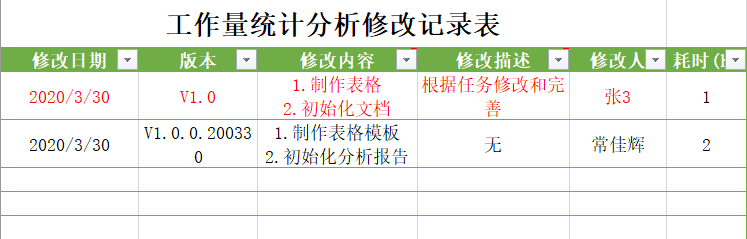 工作量统计分析修改记录表
修改日期 版本 修改内容 修改描述 修改人 耗时(
2020/3/30 V1.0 1.制作表格 2.初始化文档 根据任务修改和完善 张3 1
2020/3/30 V1.0.0.200330 1.制作表格模板 2.初始化分析报告 无 常佳辉 2